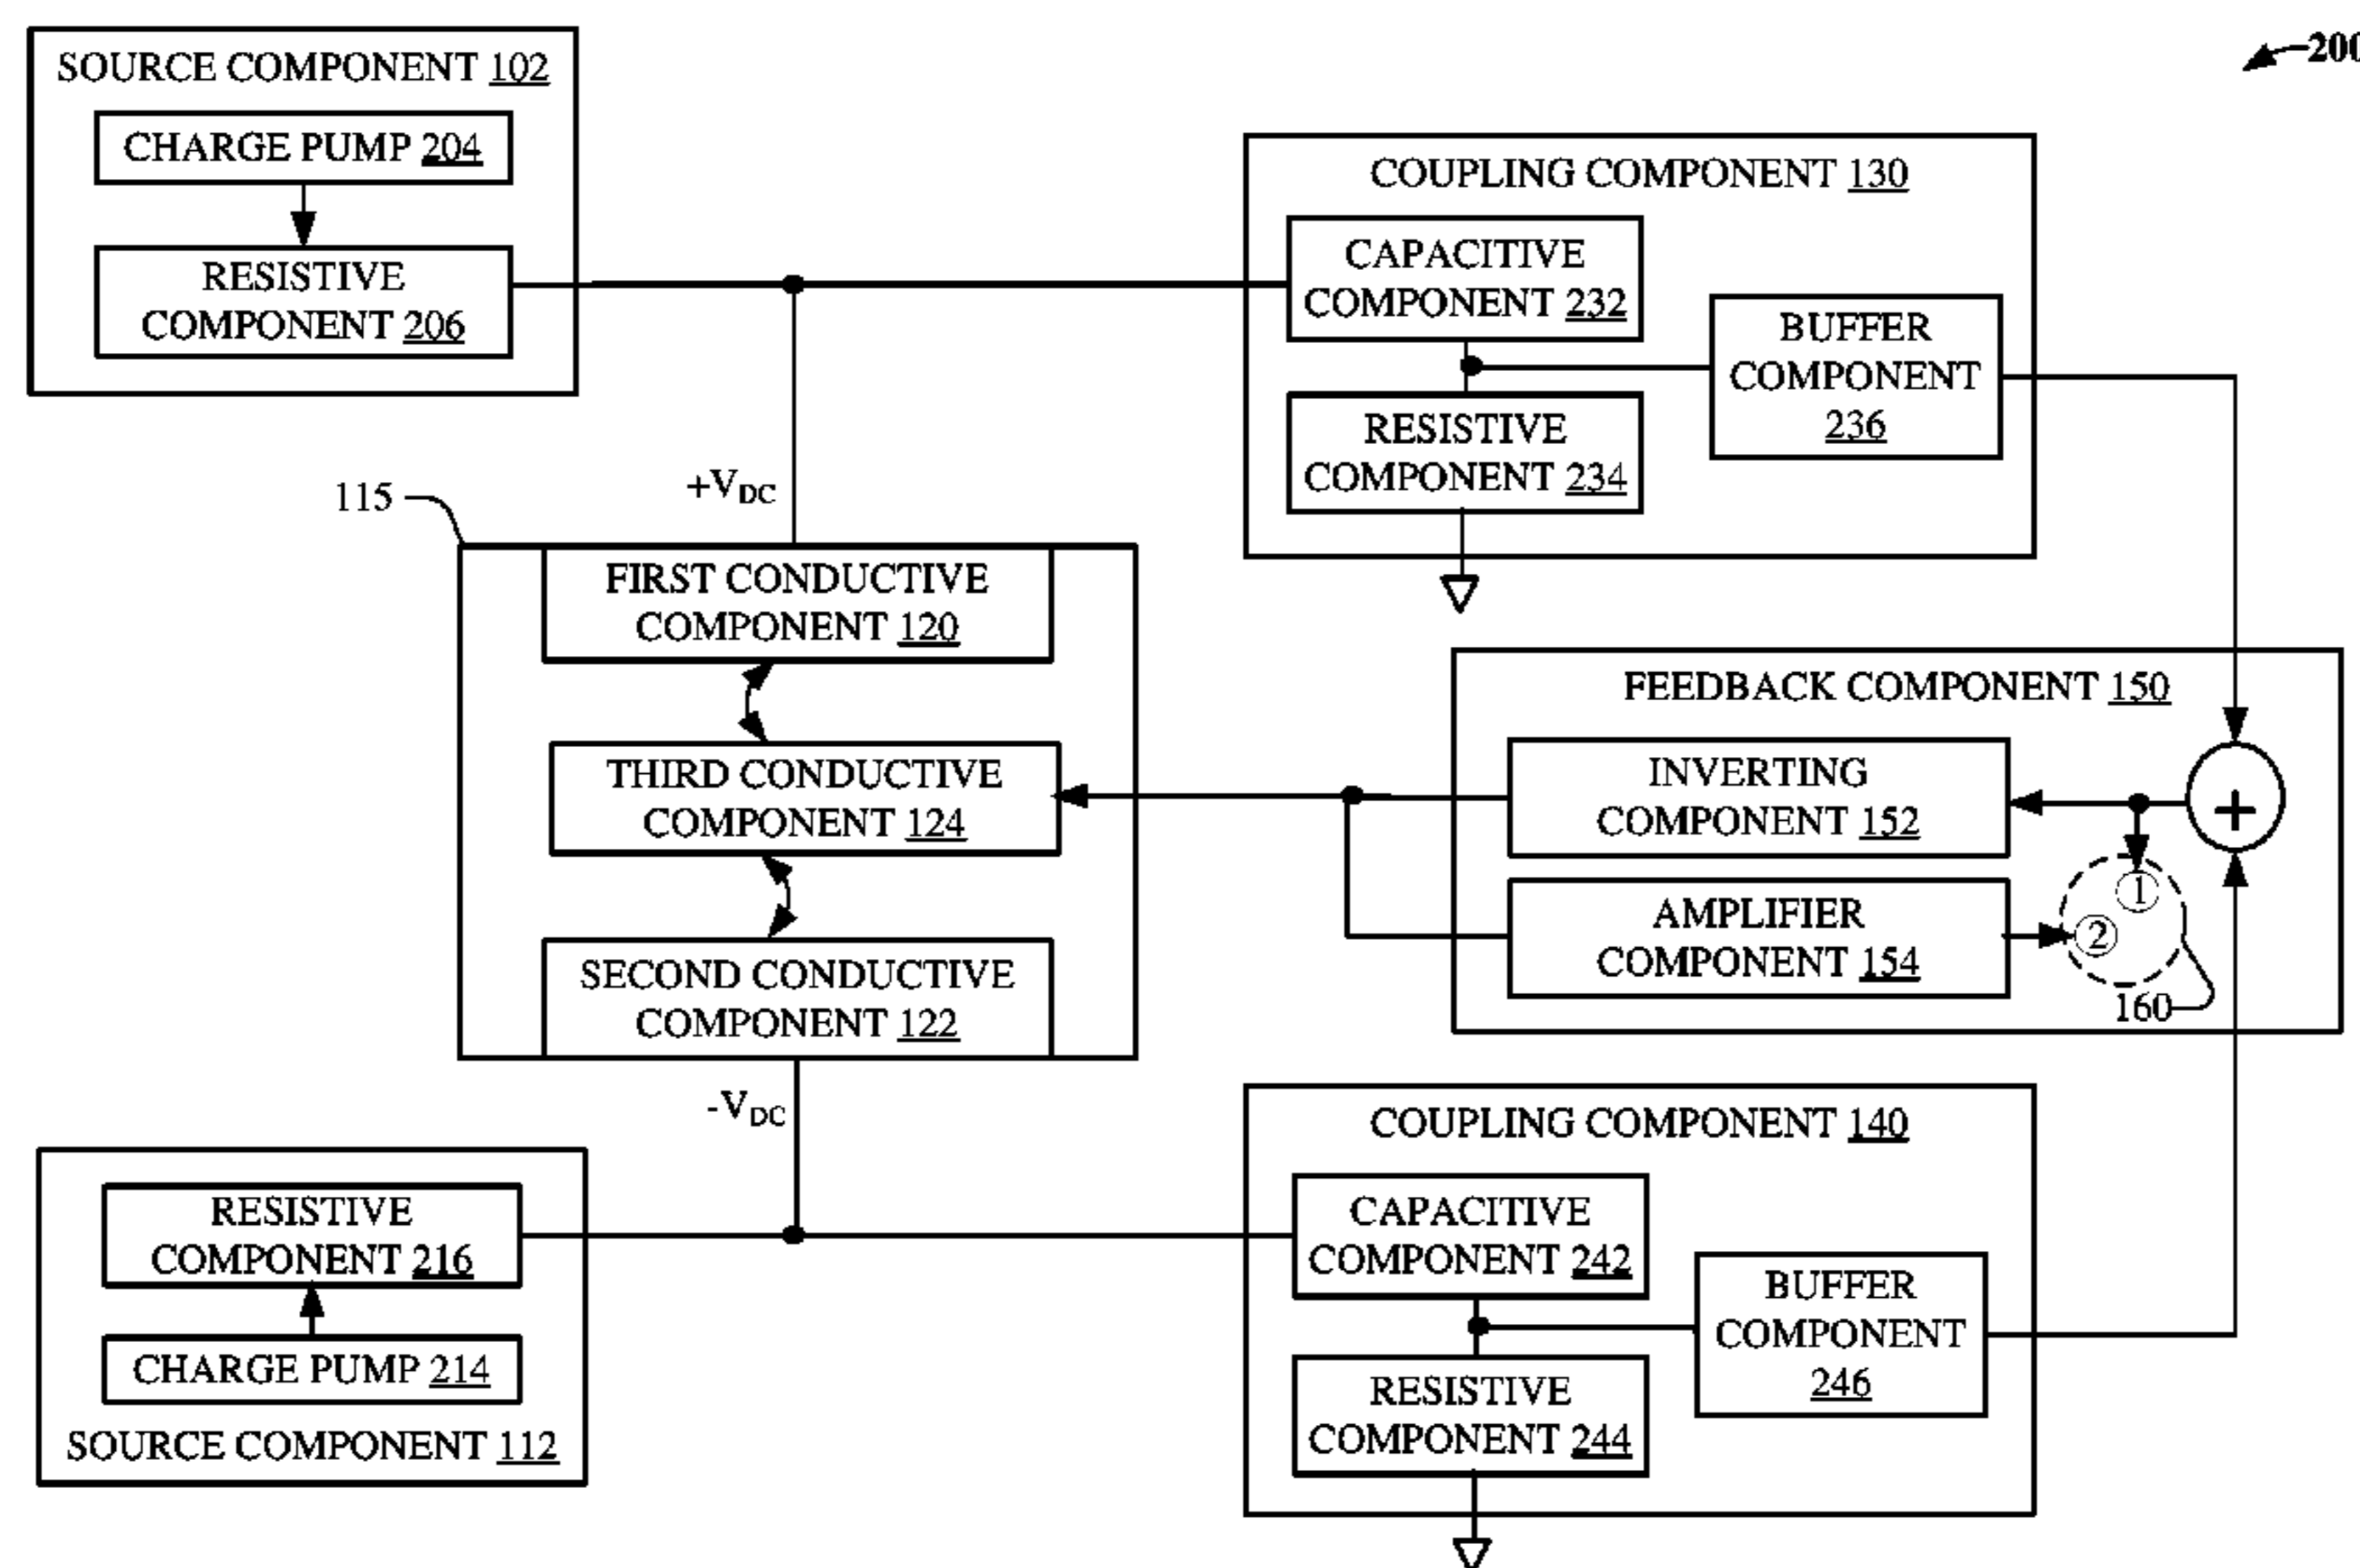 200
SOURCE COMPONENT 102
CHARGE PUMP 204
RESISTIVE
COMPONENT 206
COUPLING COMPONENT 130
CAPACITIVE
COMPONENT 232
RESISTIVE
COMPONENT 234
BUFFER
COMPONENT
236
+VDC
115
FIRST CONDUCTIVE
COMPONENT 120
THIRD CONDUCTIVE
COMPONENT 124
SECOND CONDUCTIVE
COMPONENT 122
-VDC
FEEDBACK COMPONENT 150
INVERTING
COMPONENT 152
+
AMPLIFIER
COMPONENT 154
1
2
160
RESISTIVE
COMPONENT 216
CHARGE PUMP 214
SOURCE COMPONENT 112
COUPLING COMPONENT 140
CAPACITIVE
COMPONENT 242
RESISTIVE
COMPONENT 244
BUFFER
COMPONENT
246